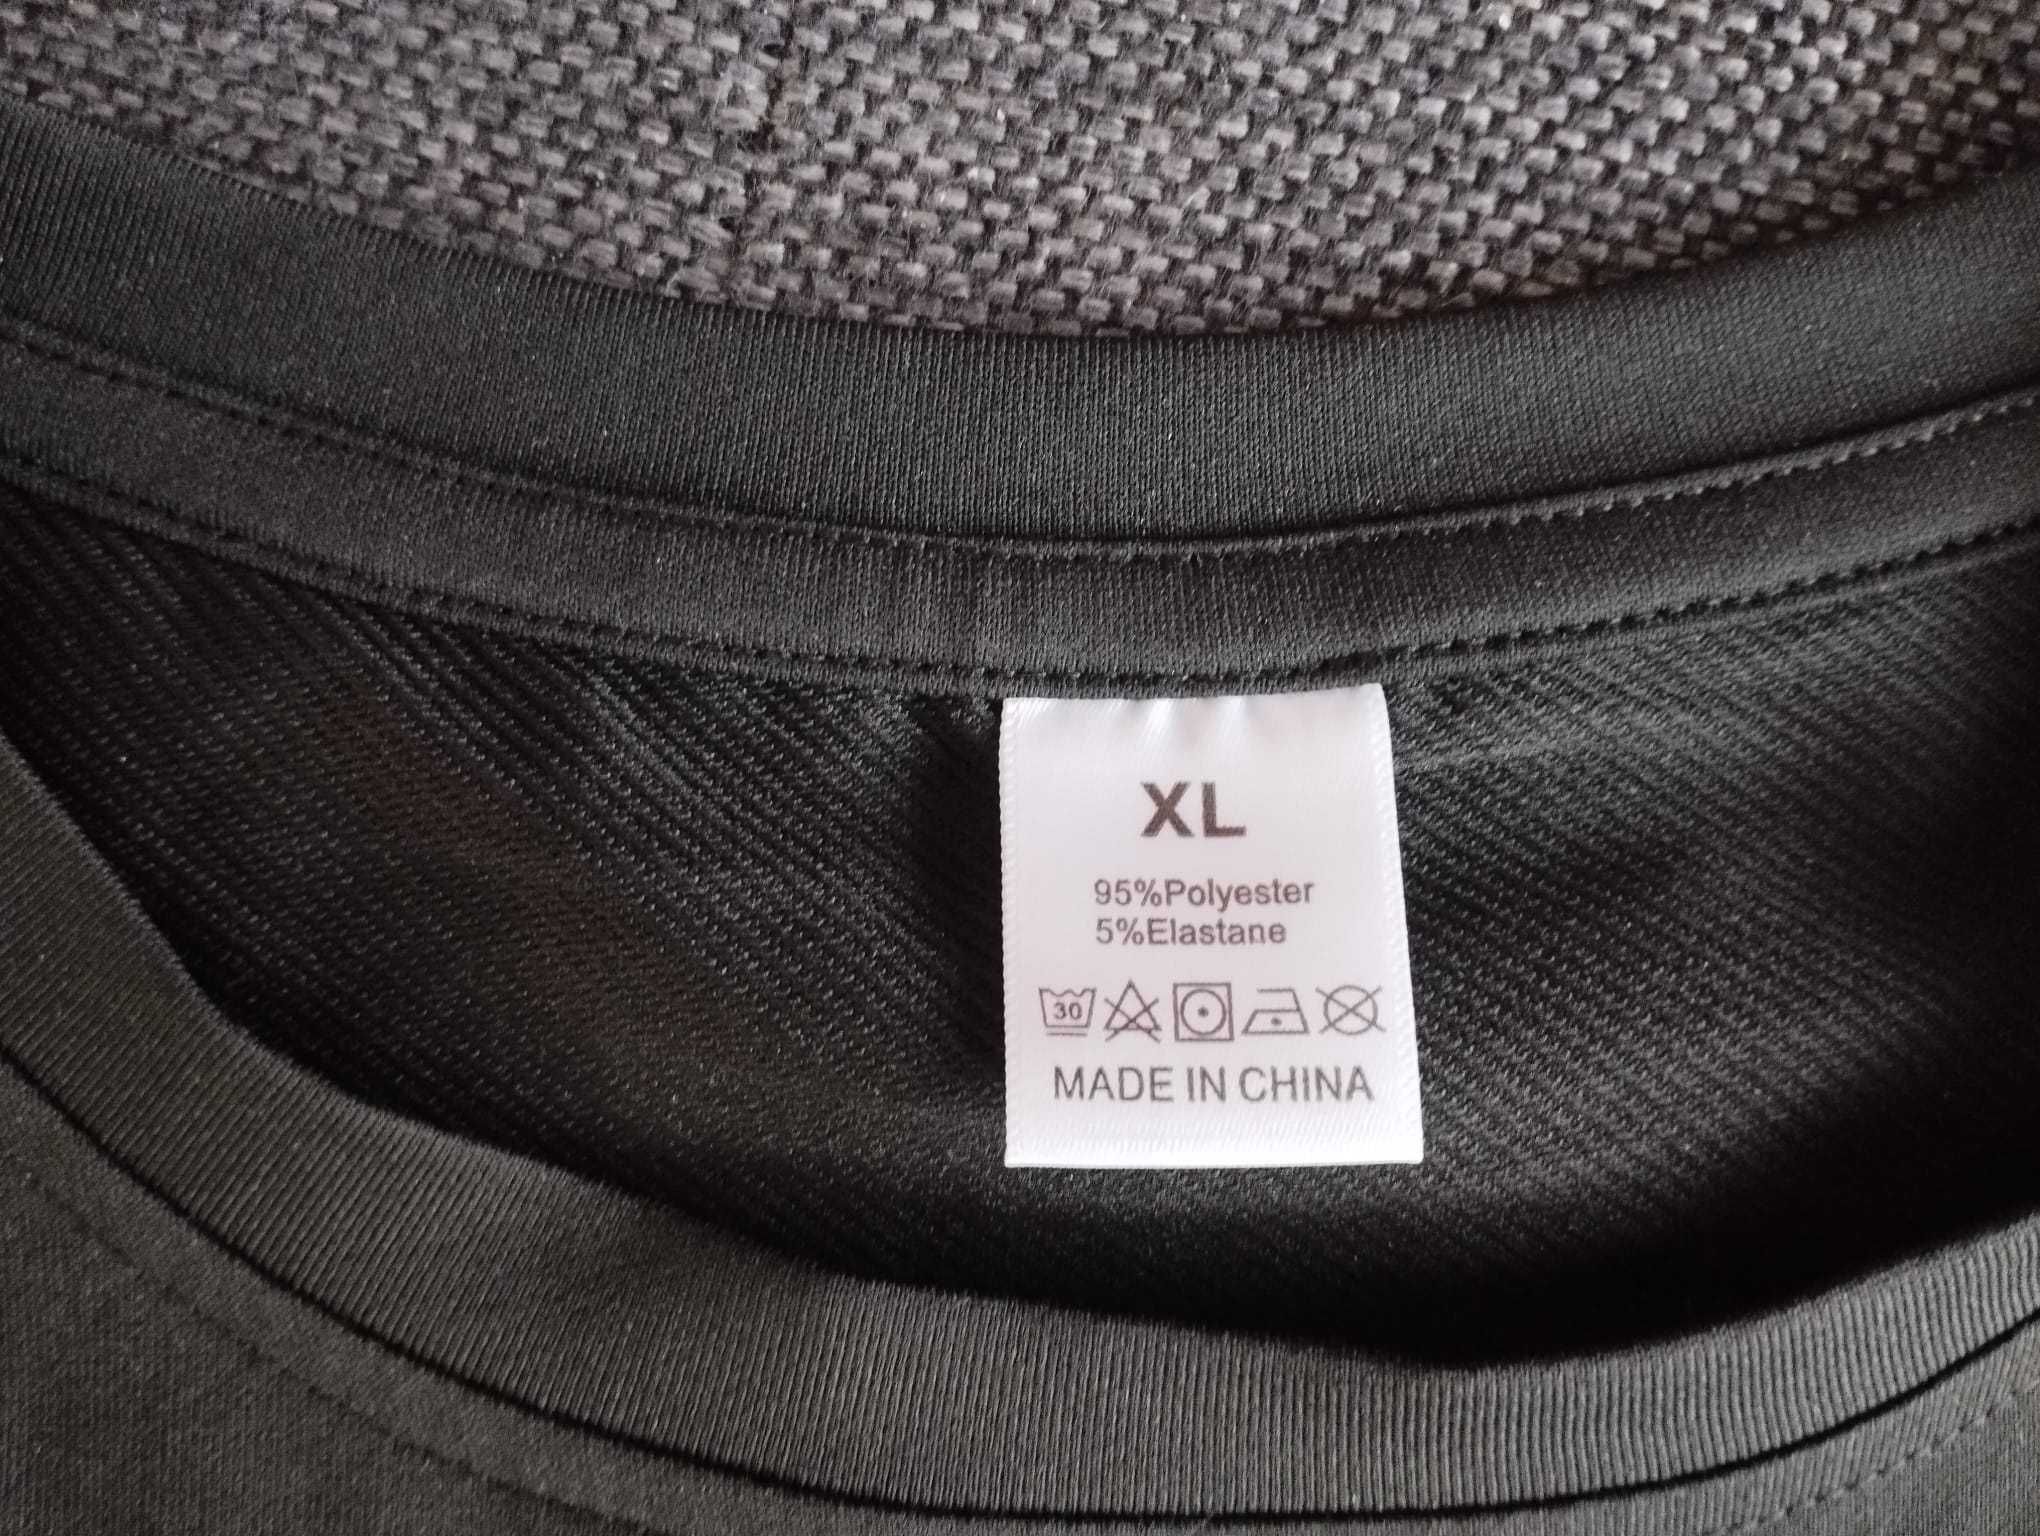 XL
95%Polyester
5%Elastane
30
MADE IN CHINA